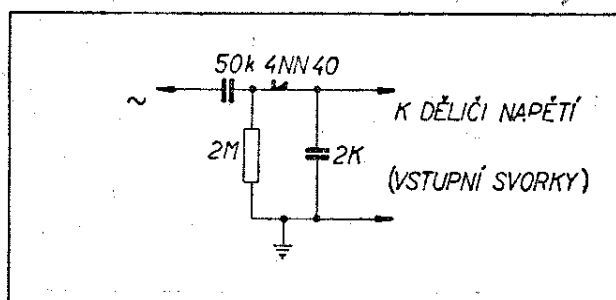 50k 4NN40
~
K DĚLIČI NAPĚTÍ
2M
2K
(VSTUPNÍ SVORKY)